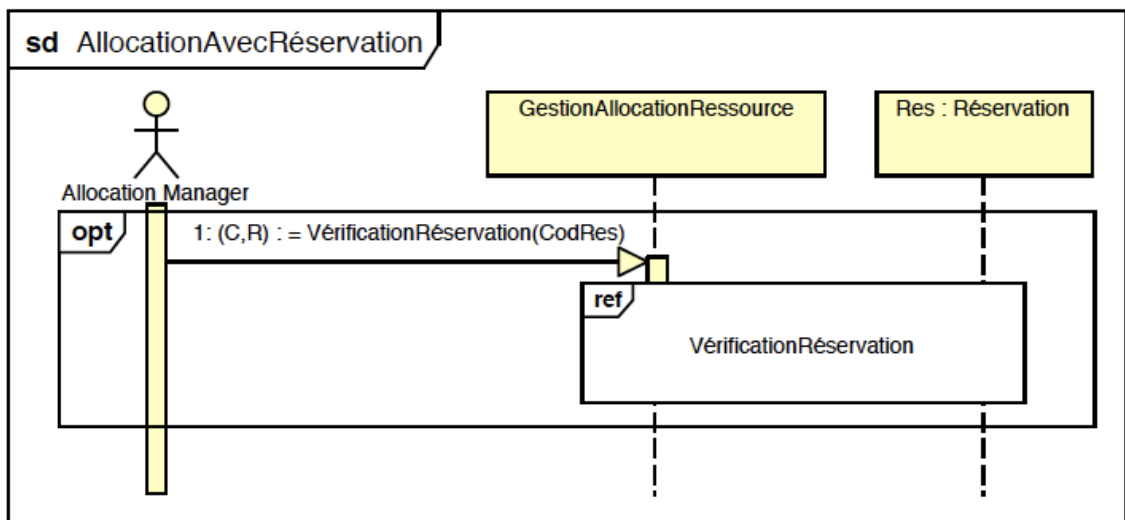 sd AllocationAvecRéservation
GestionAllocationRessource
Res : Réservation
Allocation Manager
opt
1: (C,R) : = VérificationRéservation(CodRes)
ref
VérificationRéservation